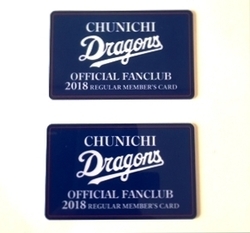 CHUNICHI
Dragons
OFFICIAL FANCLUB
2018 REGULAR MEMBER'S CARD
CHUNICHI
Dragons
OFFICIAL FANCLUB
2018 REGULAR MEMBER'S CARD